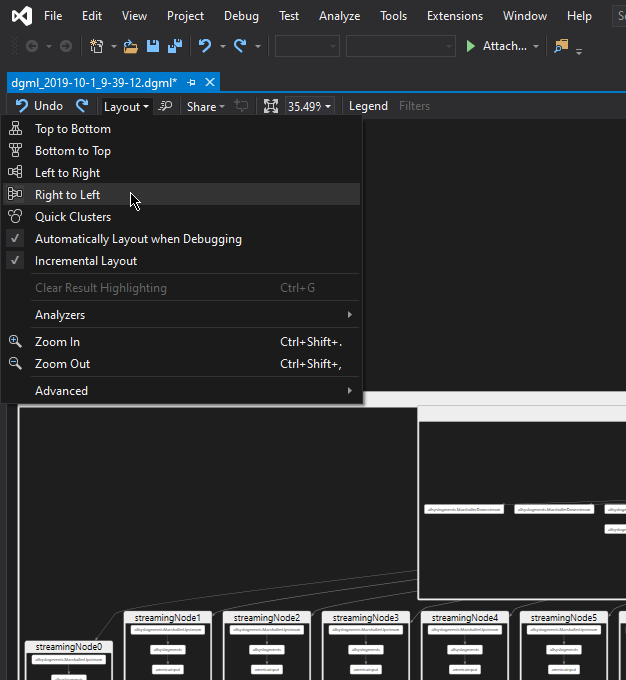 File Edit View Project Debug Test Analyze Tools Extensions Window Help
Attach...
dgml_2019-10-1_9-39-12.dgml*
Undo Layout Share 35.49% Legend Filters
Top to Bottom
Bottom to Top
Left to Right
Right to Left
Quick Clusters
Automatically Layout when Debugging
Incremental Layout
Clear Result Highlighting Ctrl+G
Analyzers
Zoom In Ctrl+Shift+.
Zoom Out Ctrl+Shift+,
Advanced
streamingNode1 streamingNode2 streamingNode3 streamingNode4 streamingNode5
streamingNode0